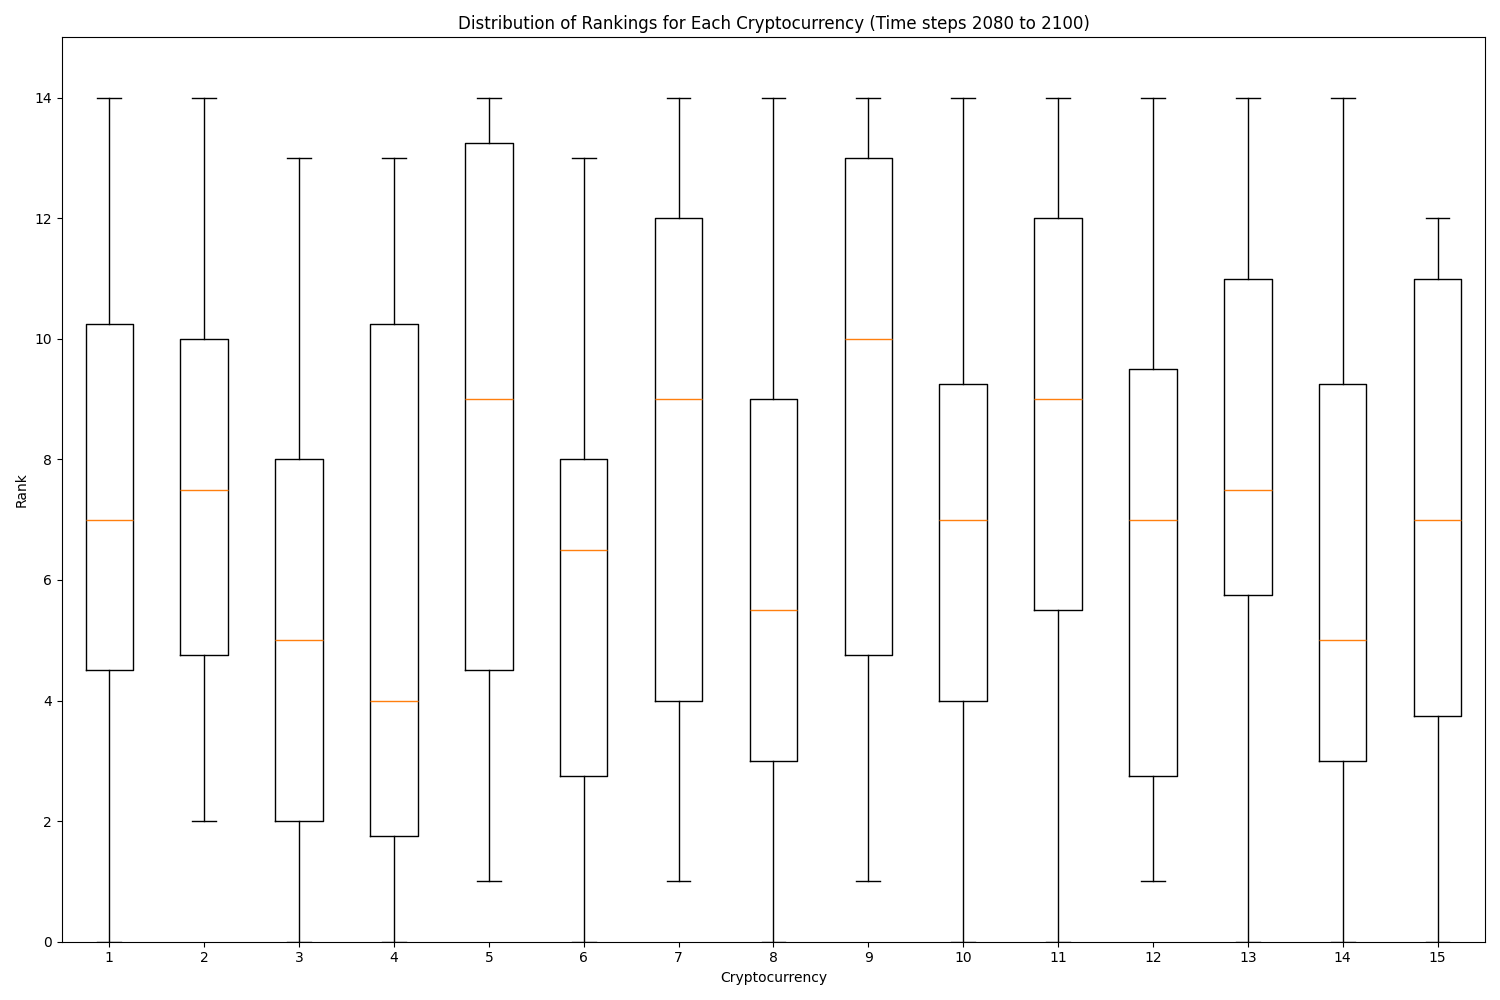 Distribution of Rankings for Each Cryptocurrency (Time steps 2080 to 2100)
14
12
10
8
6
4
2
0
Rank
1 2 3 4 5 6 7 8 9 10 11 12 13 14 15
Cryptocurrency